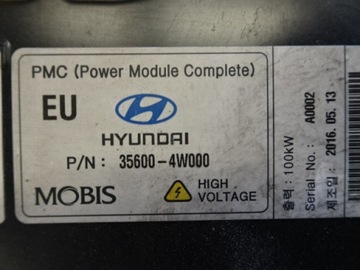 PMC (Power Module Complete)
EU
HYUNDAI
P/N : 35600-4W000
MOBIS
HIGH
VOLTAGE
출력 : 100kW
Serial No. : A0002
제조일 : 2016. 05. 13